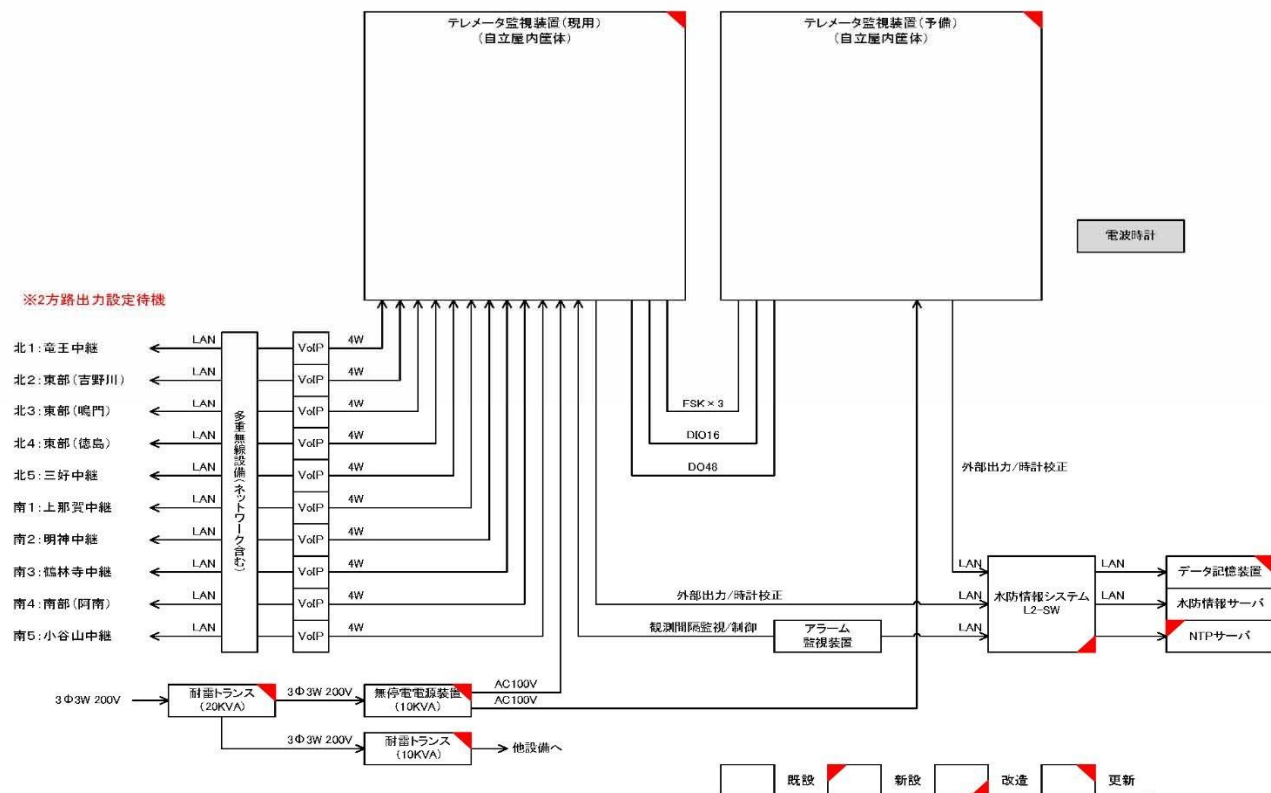 テレメータ監視装置(現用)
(自立屋内筐体)
テレメータ監視装置(予備)
(自立屋内筐体)
電波時計
※2方路出力設定待機
北1:竜王中継
LAN
VoIP
4W
北2:東部(吉野川)
LAN
VoIP
4W
北3:東部(鳴門)
LAN
VoIP
4W
FSK×3
北4:東部(徳島)
LAN
VoIP
4W
DIO16
北5:三好中継
LAN
VoIP
4W
DO48
外部出力/時計校正
南1:上那賀中継
LAN
VoIP
4W
南2:明神中継
LAN
VoIP
4W
南3:鶴林寺中継
LAN
VoIP
4W
南4:南部(阿南)
LAN
VoIP
4W
南5:小谷山中継
LAN
VoIP
4W
多重無線設備(ネットワーク含む)
LAN
外部出力/時計校正
LAN
観測間隔監視/制御
アラーム
監視装置
LAN
水防情報システム
L2-SW
LAN
データ記憶装置
LAN
水防情報サーバ
NTPサーバ
3Φ3W 200V
耐雷トランス
(20KVA)
3Φ3W 200V
無停電電源装置
(10KVA)
AC100V
AC100V
3Φ3W 200V
耐雷トランス
(10KVA)
他設備へ
既設
新設
改造
更新